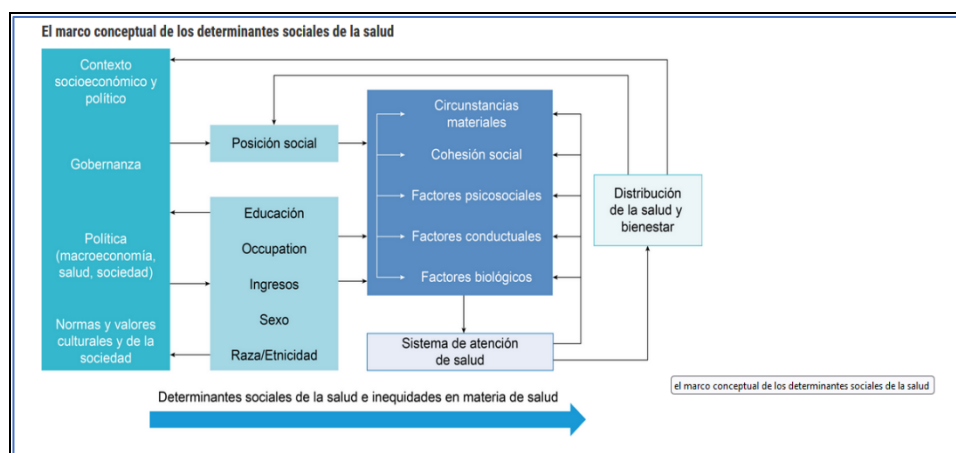 El marco conceptual de los determinantes sociales de la salud
Contexto
socioeconómico y
político
Gobernanza
Política
(macroeconomía,
salud, sociedad)
Normas y valores
culturales y de la
sociedad
Posición social
Educación
Occupation
Ingresos
Sexo
Raza/Etnicidad
Circunstancias
materiales
Cohesión social
Factores psicosociales
Factores conductuales
Factores biológicos
Sistema de atención
de salud
Distribución
de la salud y
bienestar
el marco conceptual de los determinantes sociales de la salud
Determinantes sociales de la salud e inequidades en materia de salud